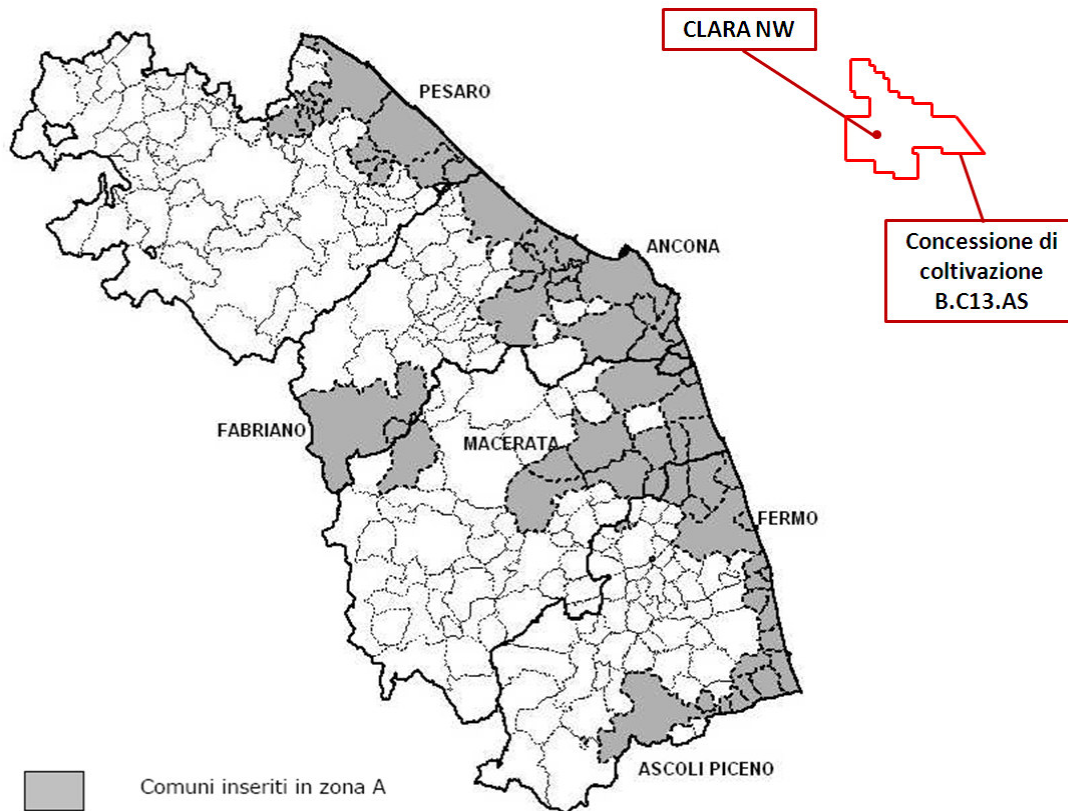 CLARA NW
PESARO
ANCONA
Concessione di
coltivazione
B.C13.AS
FABRIANO
MACERATA
FERMO
ASCOLI PICENO
Comuni inseriti in zona A